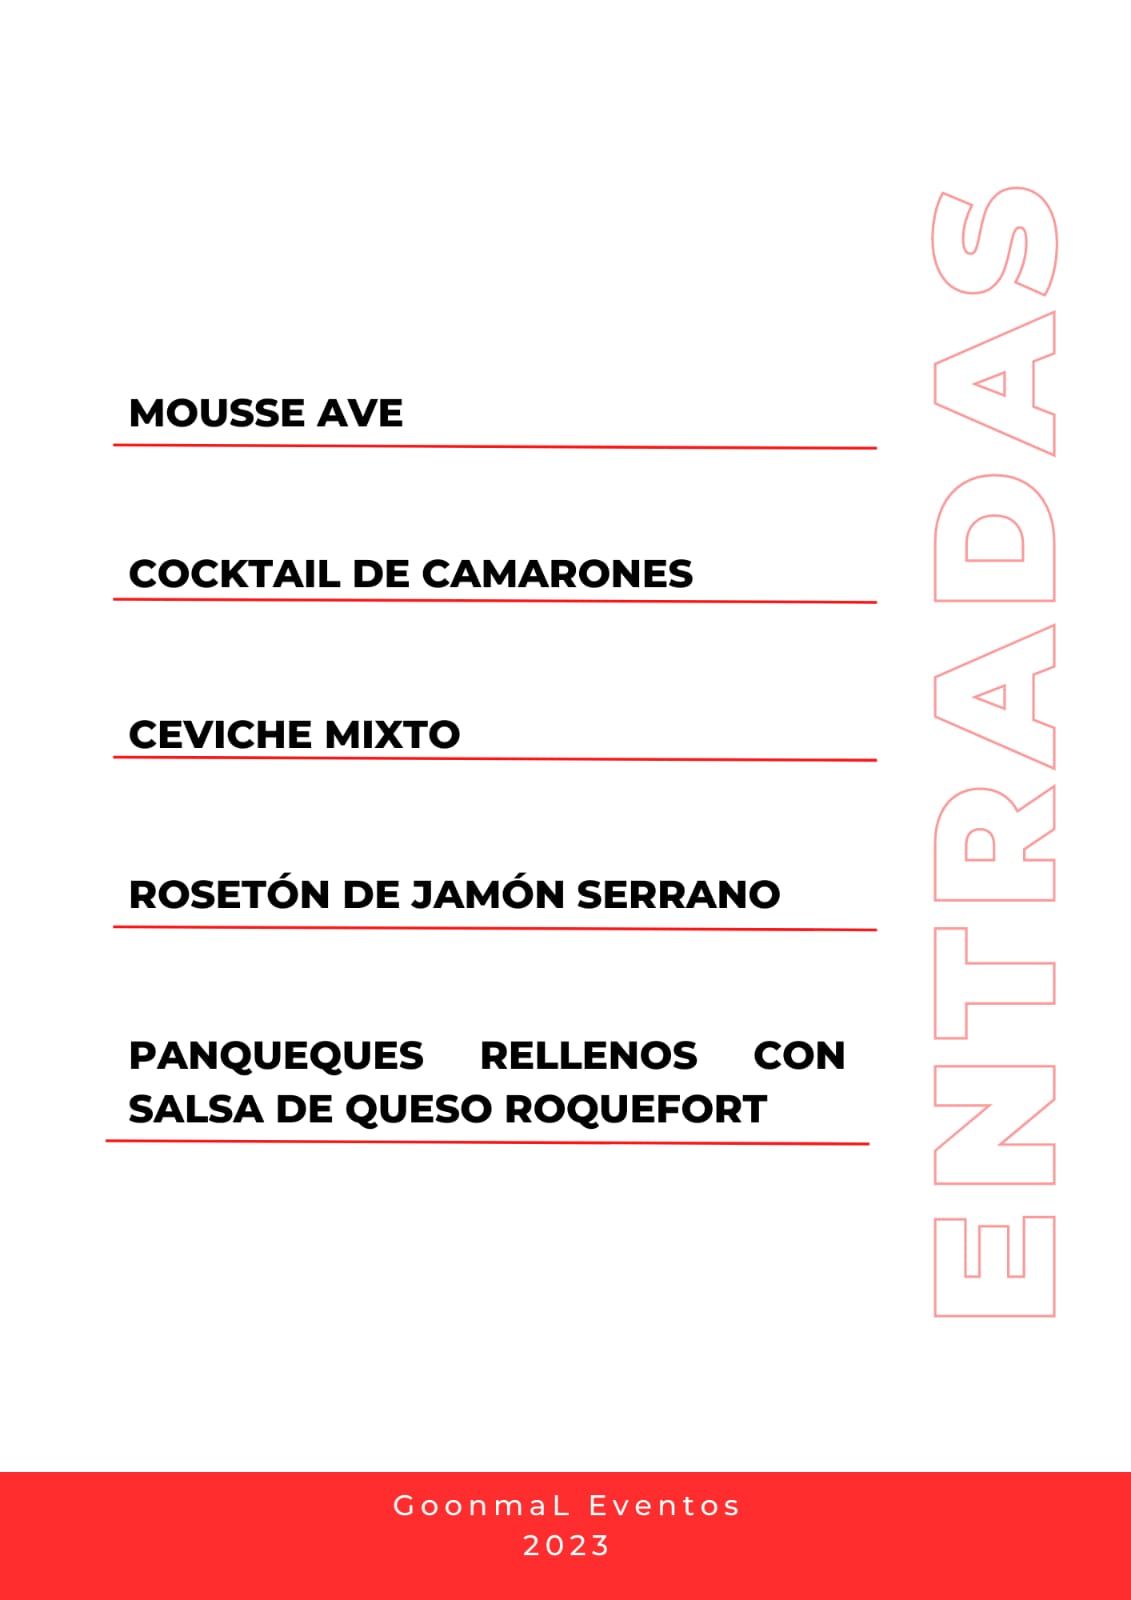 ENTRADAS
MOUSSE AVE
COCKTAIL DE CAMARONES
CEVICHE MIXTO
ROSETÓN DE JAMÓN SERRANO
PANQUEQUES RELLENOS CON
SALSA DE QUESO ROQUEFORT
GoonmaL Eventos
2023